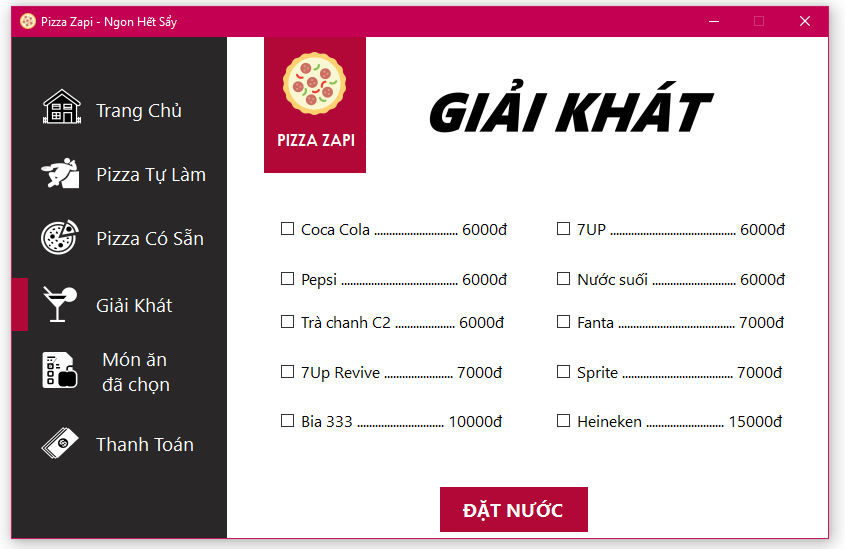 Pizza Zapi - Ngon Hết Sẩy
Trang Chủ
Pizza Tự Làm
Pizza Có Sẵn
Giải Khát
Món ăn
đã chọn
Thanh Toán
PIZZA ZAPI
GIẢI KHÁT
Coca Cola ............................ 6000đ
7UP .......................................... 6000đ
Pepsi ....................................... 6000đ
Nước suối ............................ 6000đ
Trà chanh C2 .................... 6000đ
Fanta ....................................... 7000đ
7Up Revive ....................... 7000đ
Sprite ..................................... 7000đ
Bia 333 ............................. 10000đ
Heineken .......................... 15000đ
ĐẶT NƯỚC